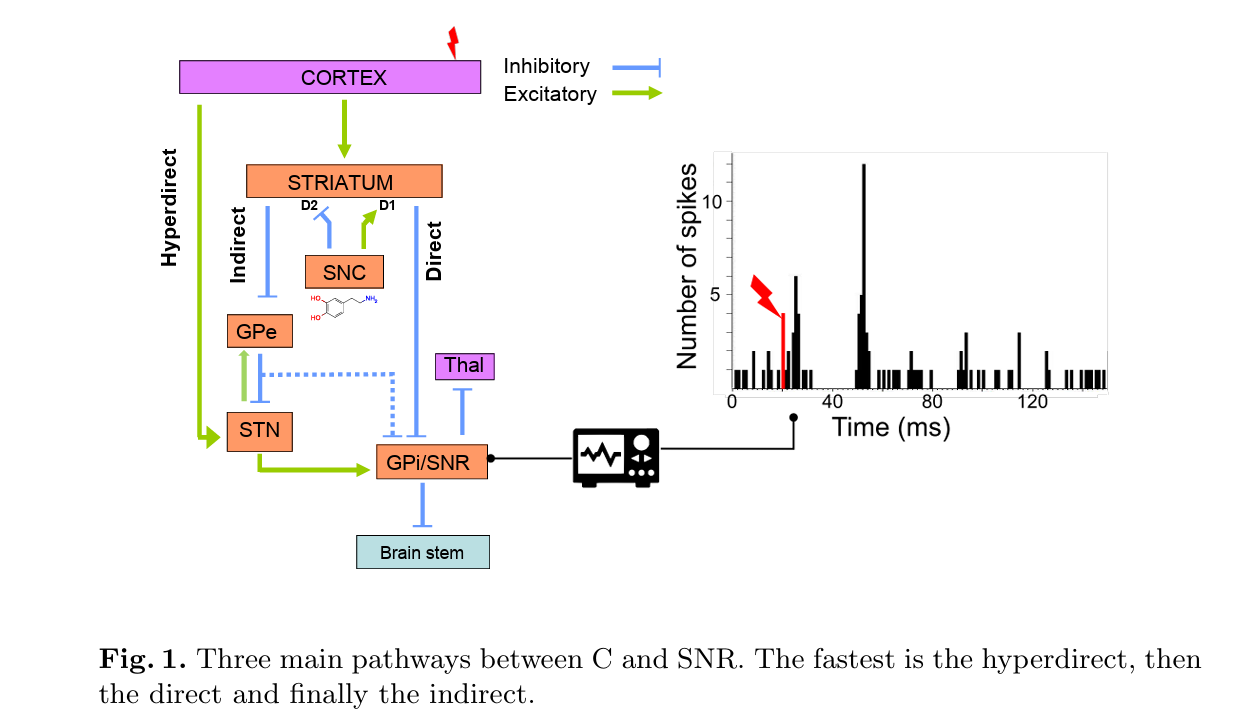 CORTEX
Inhibitory
Excitatory
Hyperdirect
STRIATUM
D2
D1
Indirect
Direct
SNC
HO
HO
NH2
GPe
Thal
STN
GPi/SNR
Brain stem
Number of spikes
10
5
0
40
80
120
Time (ms)
Fig. 1. Three main pathways between C and SNR. The fastest is the hyperdirect, then
the direct and finally the indirect.